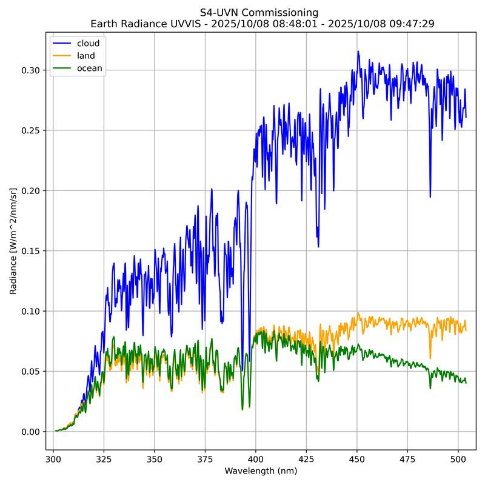 S4-UVN Commissioning
Earth Radiance UVVIS - 2025/10/08 08:48:01 - 2025/10/08 09:47:29
cloud
land
ocean
0.30
0.25
0.20
0.15
0.10
0.05
0.00
Radiance [W/m^2/nm/sr]
300 325 350 375 400 425 450 475 500
Wavelength (nm)